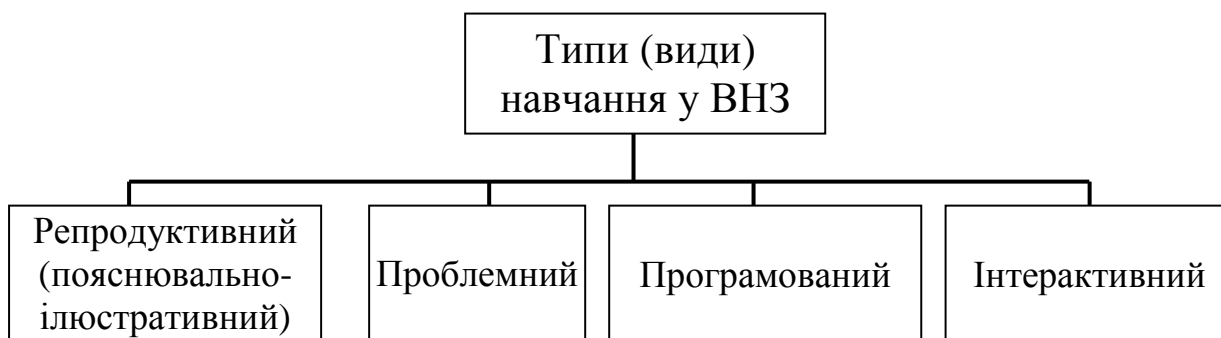 Типи (види)
навчання у ВНЗ
Репродуктивний
(пояснювально-
ілюстративний)
Проблемний
Програмований
Інтерактивний